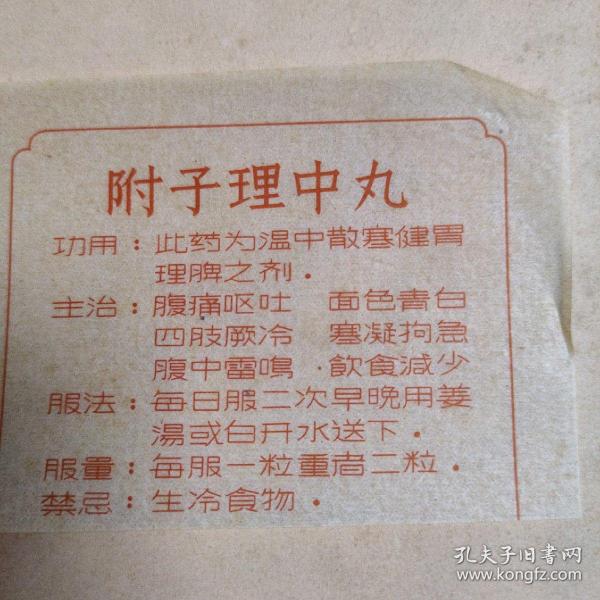 附子理中丸
功用：此药为温中散寒健胃
理脾之剂．
主治：腹痛呕吐　面色青白
四肢厥冷　寒凝拘急
腹中雷鸣．飲食減少
服法：每日服二次早晚用姜
湯或白开水送下．
服量：每服一粒重者二粒．
禁忌：生冷食物．
孔夫子旧书网
www.kongfz.com